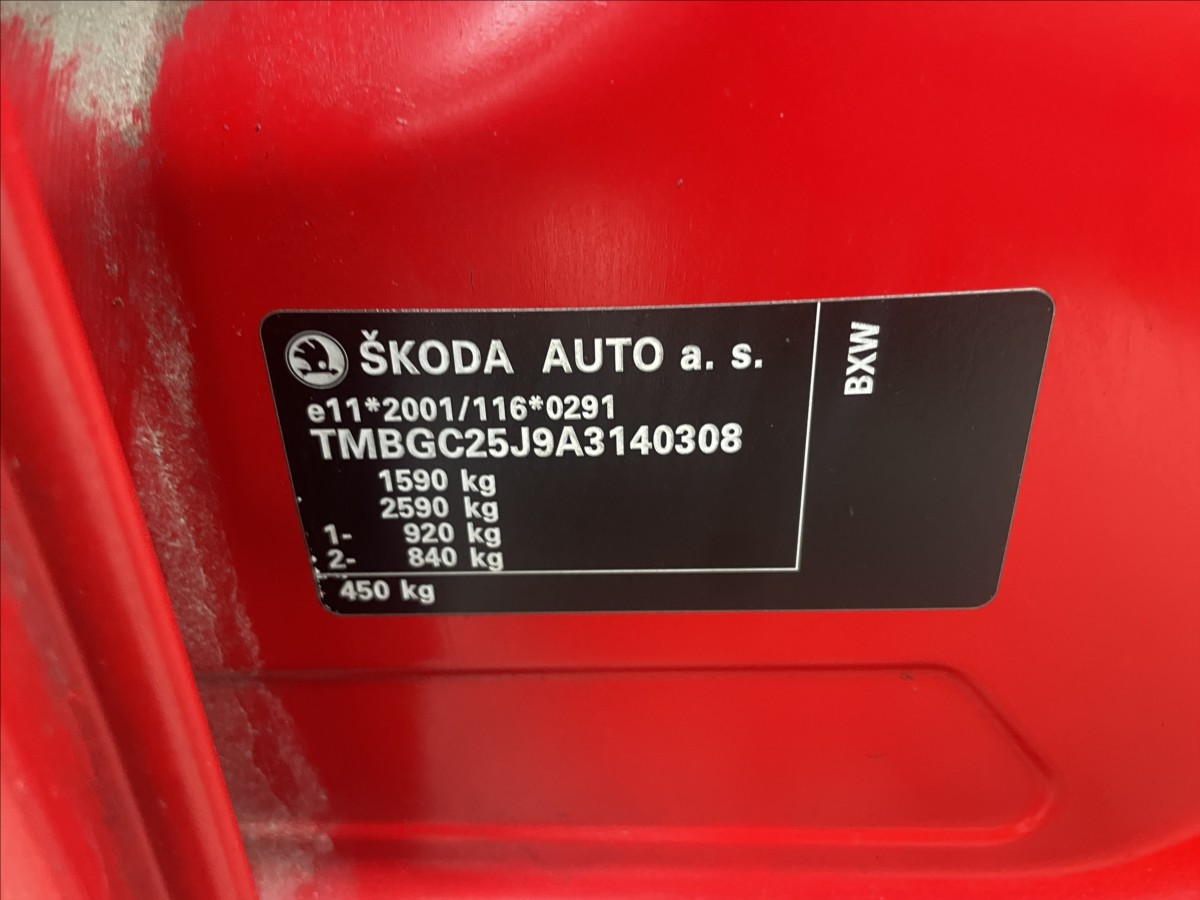 ŠKODA AUTO a. s.
e11*2001/116*0291
TMBGC25J9A3140308
1590 kg
2590 kg
1- 920 kg
2- 840 kg
450 kg
BXW